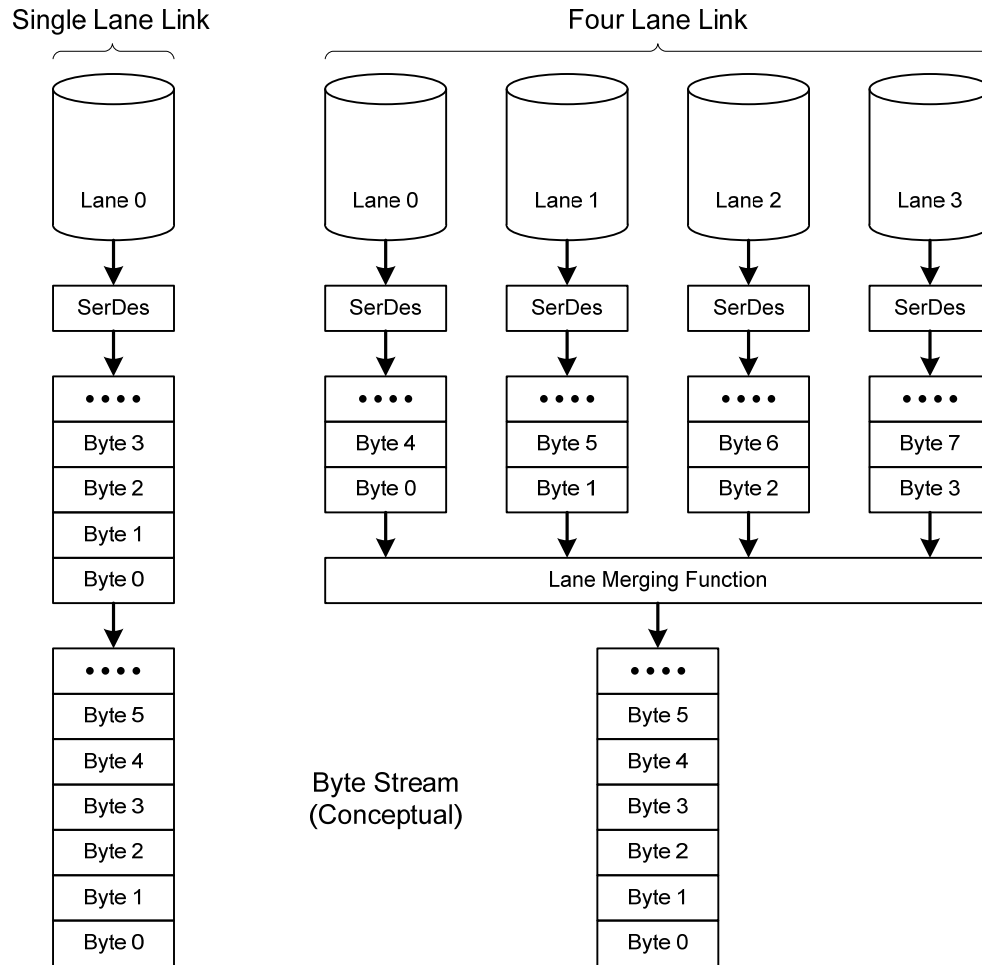 Single Lane Link
Four Lane Link
Lane 0
Lane 0
Lane 1
Lane 2
Lane 3
SerDes
SerDes
SerDes
SerDes
SerDes
••••
••••
••••
••••
••••
Byte 3
Byte 4
Byte 5
Byte 6
Byte 7
Byte 2
Byte 0
Byte 1
Byte 2
Byte 3
Byte 1
Byte 0
Lane Merging Function
••••
••••
Byte 5
Byte 5
Byte 4
Byte 4
Byte Stream
(Conceptual)
Byte 3
Byte 3
Byte 2
Byte 2
Byte 1
Byte 1
Byte 0
Byte 0